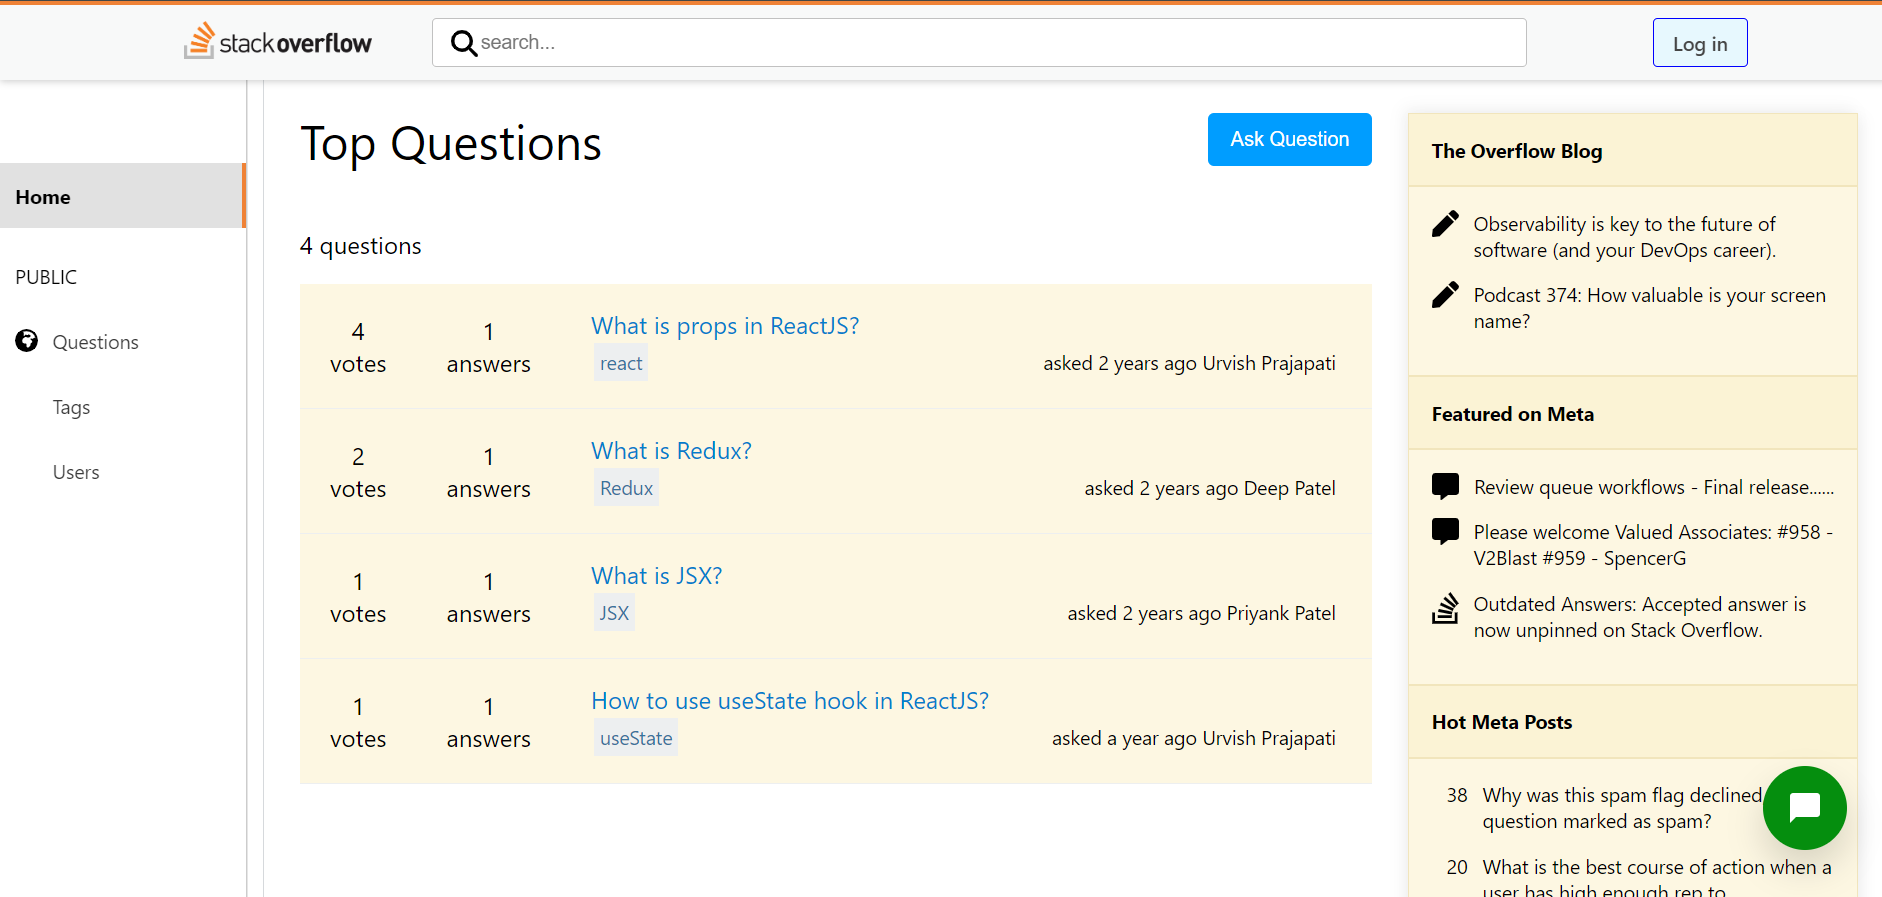 stackoverflow
search...
Log in
Home
PUBLIC
Questions
Tags
Users
Top Questions
Ask Question
4 questions
4
votes
1
answers
What is props in ReactJS?
react
asked 2 years ago Urvish Prajapati
2
votes
1
answers
What is Redux?
Redux
asked 2 years ago Deep Patel
1
votes
1
answers
What is JSX?
JSX
asked 2 years ago Priyank Patel
1
votes
1
answers
How to use useState hook in ReactJS?
useState
asked a year ago Urvish Prajapati
The Overflow Blog
Observability is key to the future of
software (and your DevOps career).
Podcast 374: How valuable is your screen
name?
Featured on Meta
Review queue workflows - Final release......
Please welcome Valued Associates: #958 -
V2Blast #959 - SpencerG
Outdated Answers: Accepted answer is
now unpinned on Stack Overflow.
Hot Meta Posts
38 Why was this spam flag declined
question marked as spam?
20 What is the best course of action when a
user has high enough rep to